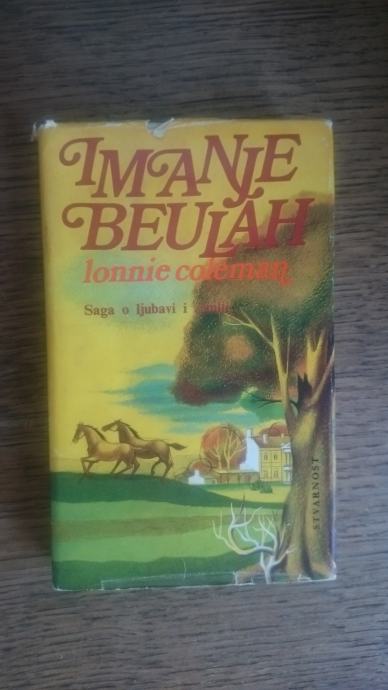 IMANJE
BEULAH
lonnie coleman
Saga o ljubavi i
STVARNOST